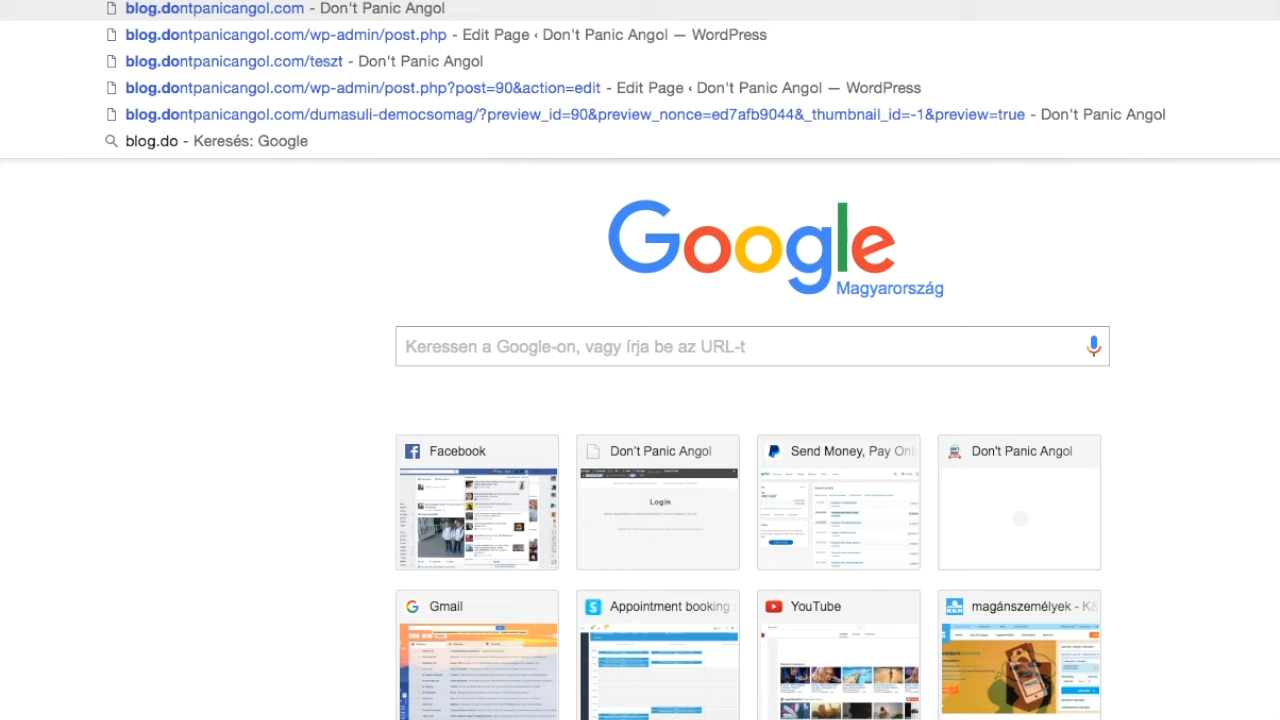 blog.dontpanicangol.com - Don't Panic Angol
blog.dontpanicangol.com/wp-admin/post.php - Edit Page ‹ Don't Panic Angol — WordPress
blog.dontpanicangol.com/teszt - Don't Panic Angol
blog.dontpanicangol.com/wp-admin/post.php?post=90&action=edit - Edit Page ‹ Don't Panic Angol — WordPress
blog.dontpanicangol.com/dumasuli-democsomag/?preview_id=90&preview_nonce=ed7afb9044&_thumbnail_id=-1&preview=true - Don't Panic Angol
blog.do - Keresés: Google
Google
Magyarország
Keressen a Google-on, vagy írja be az URL-t
Facebook
Don't Panic Angol
Send Money, Pay Onl
Don't Panic Angol
Login
Gmail
Appointment booking
YouTube
magánszemélyek - K&